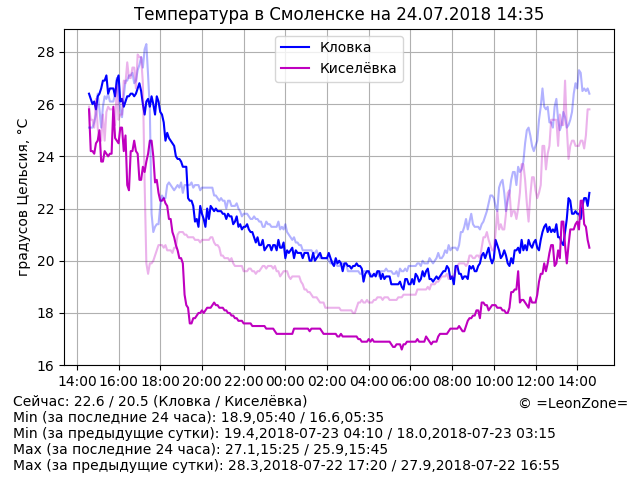 Температура в Смоленске на 24.07.2018 14:35
Кловка
Киселёвка
градусов Цельсия, °C
28
26
24
22
20
18
16
14:00 16:00 18:00 20:00 22:00 00:00 02:00 04:00 06:00 08:00 10:00 12:00 14:00
Сейчас: 22.6 / 20.5 (Кловка / Киселёвка)
© =LeonZone=
Min (за последние 24 часа): 18.9,05:40 / 16.6,05:35
Min (за предыдущие сутки): 19.4,2018-07-23 04:10 / 18.0,2018-07-23 03:15
Max (за последние 24 часа): 27.1,15:25 / 25.9,15:45
Max (за предыдущие сутки): 28.3,2018-07-22 17:20 / 27.9,2018-07-22 16:55